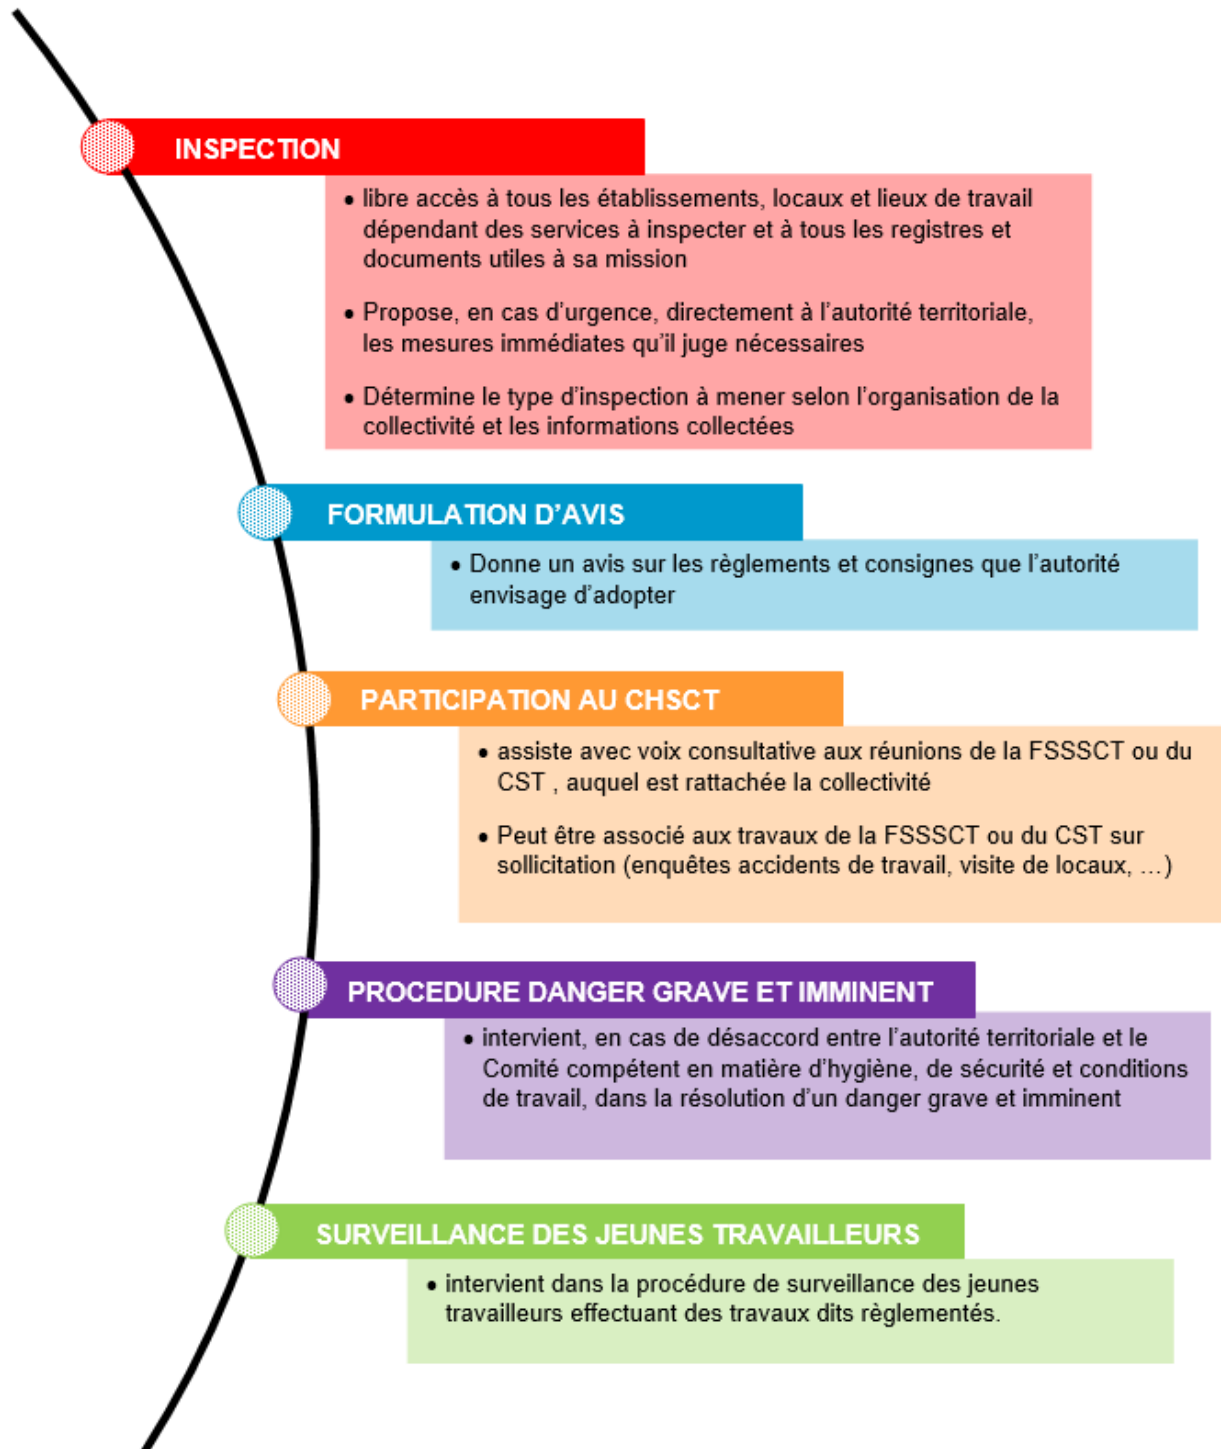 INSPECTION
• libre accès à tous les établissements, locaux et lieux de travail
dépendant des services à inspecter et à tous les registres et
documents utiles à sa mission
• Propose, en cas d’urgence, directement à l’autorité territoriale,
les mesures immédiates qu’il juge nécessaires
• Détermine le type d’inspection à mener selon l’organisation de la
collectivité et les informations collectées
FORMULATION D’AVIS
• Donne un avis sur les règlements et consignes que l’autorité
envisage d’adopter
PARTICIPATION AU CHSCT
• assiste avec voix consultative aux réunions de la FSSSCT ou du
CST , auquel est rattachée la collectivité
• Peut être associé aux travaux de la FSSSCT ou du CST sur
sollicitation (enquêtes accidents de travail, visite de locaux, …)
PROCEDURE DANGER GRAVE ET IMMINENT
• intervient, en cas de désaccord entre l’autorité territoriale et le
Comité compétent en matière d’hygiène, de sécurité et conditions
de travail, dans la résolution d’un danger grave et imminent
SURVEILLANCE DES JEUNES TRAVAILLEURS
• intervient dans la procédure de surveillance des jeunes
travailleurs effectuant des travaux dits règlementés.